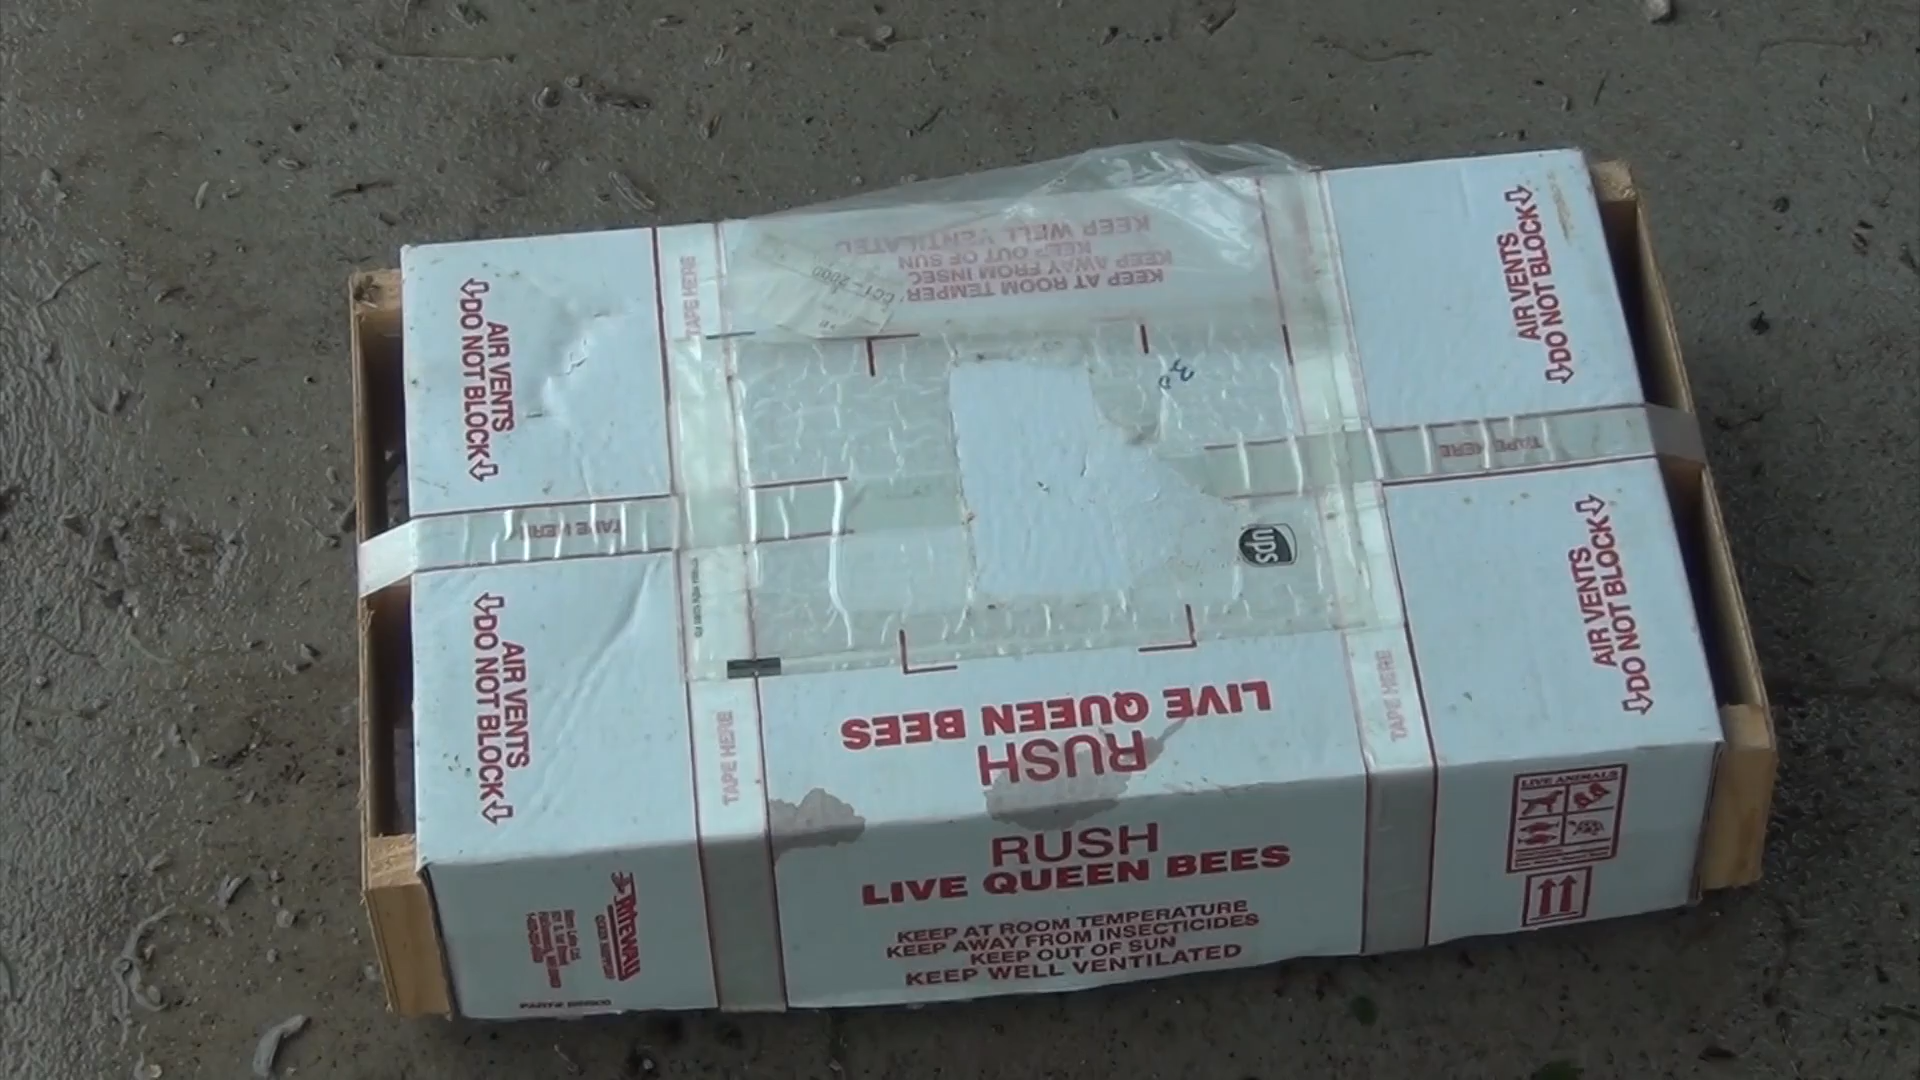 KEEP WELL VENTILATED
KEEP OUT OF SUN
KEEP AWAY FROM INSEC
KEEP AT ROOM TEMPER
AIR VENTS
DO NOT BLOCK
TAPE HERE
AIR VENTS
DO NOT BLOCK
TAPE HERE
TAPE HERE
ups
AIR VENTS
DO NOT BLOCK
AIR VENTS
DO NOT BLOCK
TAPE HERE
TAPE HERE
RUSH
LIVE QUEEN BEES
RUSH
LIVE QUEEN BEES
KEEP AT ROOM TEMPERATURE
KEEP AWAY FROM INSECTICIDES
KEEP OUT OF SUN
KEEP WELL VENTILATED
LIVE ANIMALS